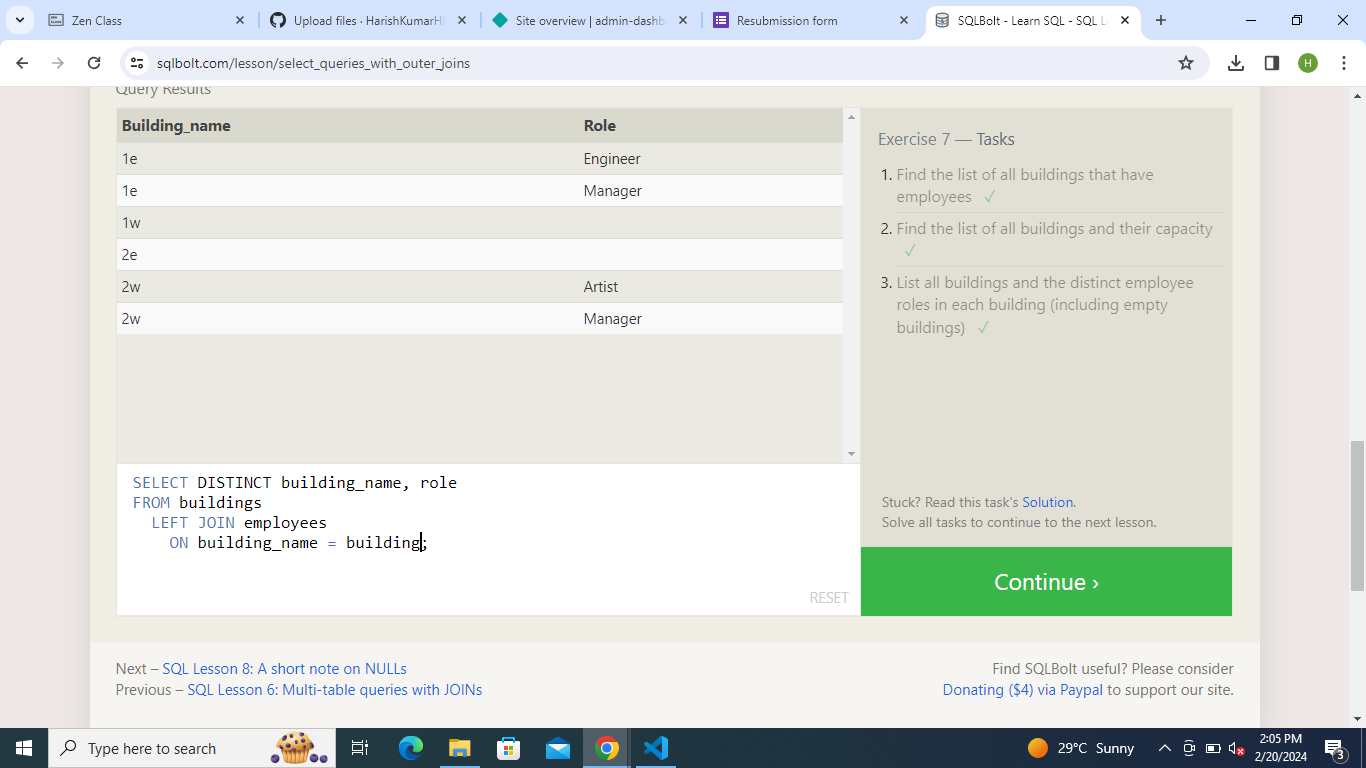 Zen Class
Upload files · HarishKumarH
Site overview | admin-dashb
Resubmission form
SQLBolt - Learn SQL - SQL L
sqlbolt.com/lesson/select_queries_with_outer_joins
H
Query Results
Building_name Role
1e Engineer
1e Manager
1w
2e
2w Artist
2w Manager
Exercise 7 — Tasks
1. Find the list of all buildings that have
employees ✓
2. Find the list of all buildings and their capacity
✓
3. List all buildings and the distinct employee
roles in each building (including empty
buildings) ✓
Stuck? Read this task's Solution.
Solve all tasks to continue to the next lesson.
Continue ›
SELECT DISTINCT building_name, role
FROM buildings
LEFT JOIN employees
ON building_name = building;
RESET
Next – SQL Lesson 8: A short note on NULLs
Previous – SQL Lesson 6: Multi-table queries with JOINs
Find SQLBolt useful? Please consider
Donating ($4) via Paypal to support our site.
Type here to search
29°C Sunny
2:05 PM
2/20/2024
3